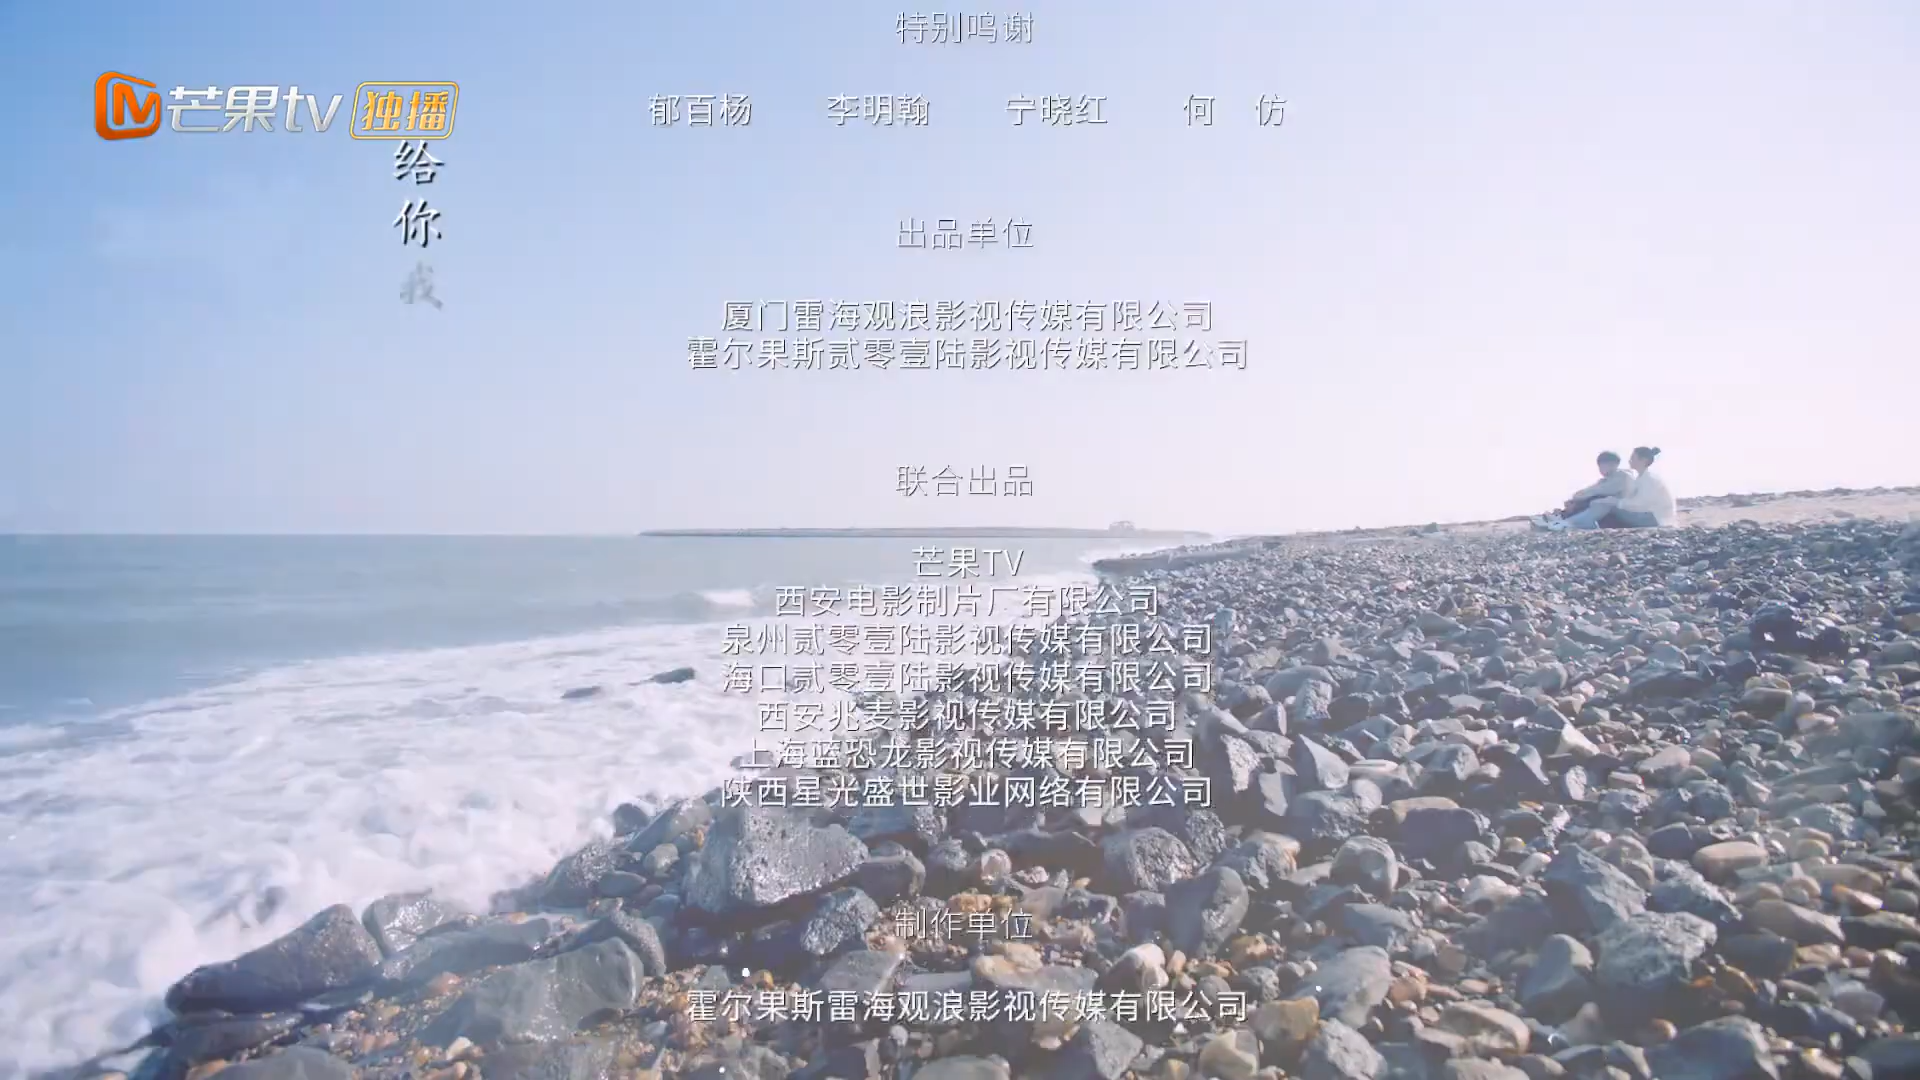 特别鸣谢
芒果tv 独播
郁百杨 李明翰 宁晓红 何仿
给你我
出品单位
厦门雷海观浪影视传媒有限公司
霍尔果斯贰零壹陆影视传媒有限公司
联合出品
芒果TV
西安电影制片厂有限公司
泉州贰零壹陆影视传媒有限公司
海口贰零壹陆影视传媒有限公司
西安兆麦影视传媒有限公司
上海蓝恐龙影视传媒有限公司
陕西星光盛世影业网络有限公司
制作单位
霍尔果斯雷海观浪影视传媒有限公司